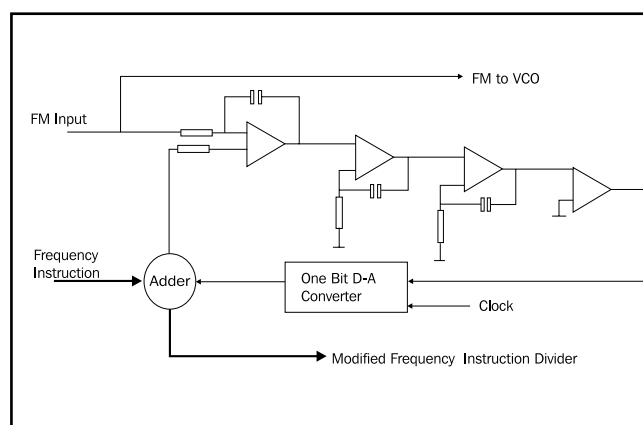 FM to VCO
FM Input
Frequency
Instruction
Adder
One Bit D-A
Converter
Clock
Modified Frequency Instruction Divider